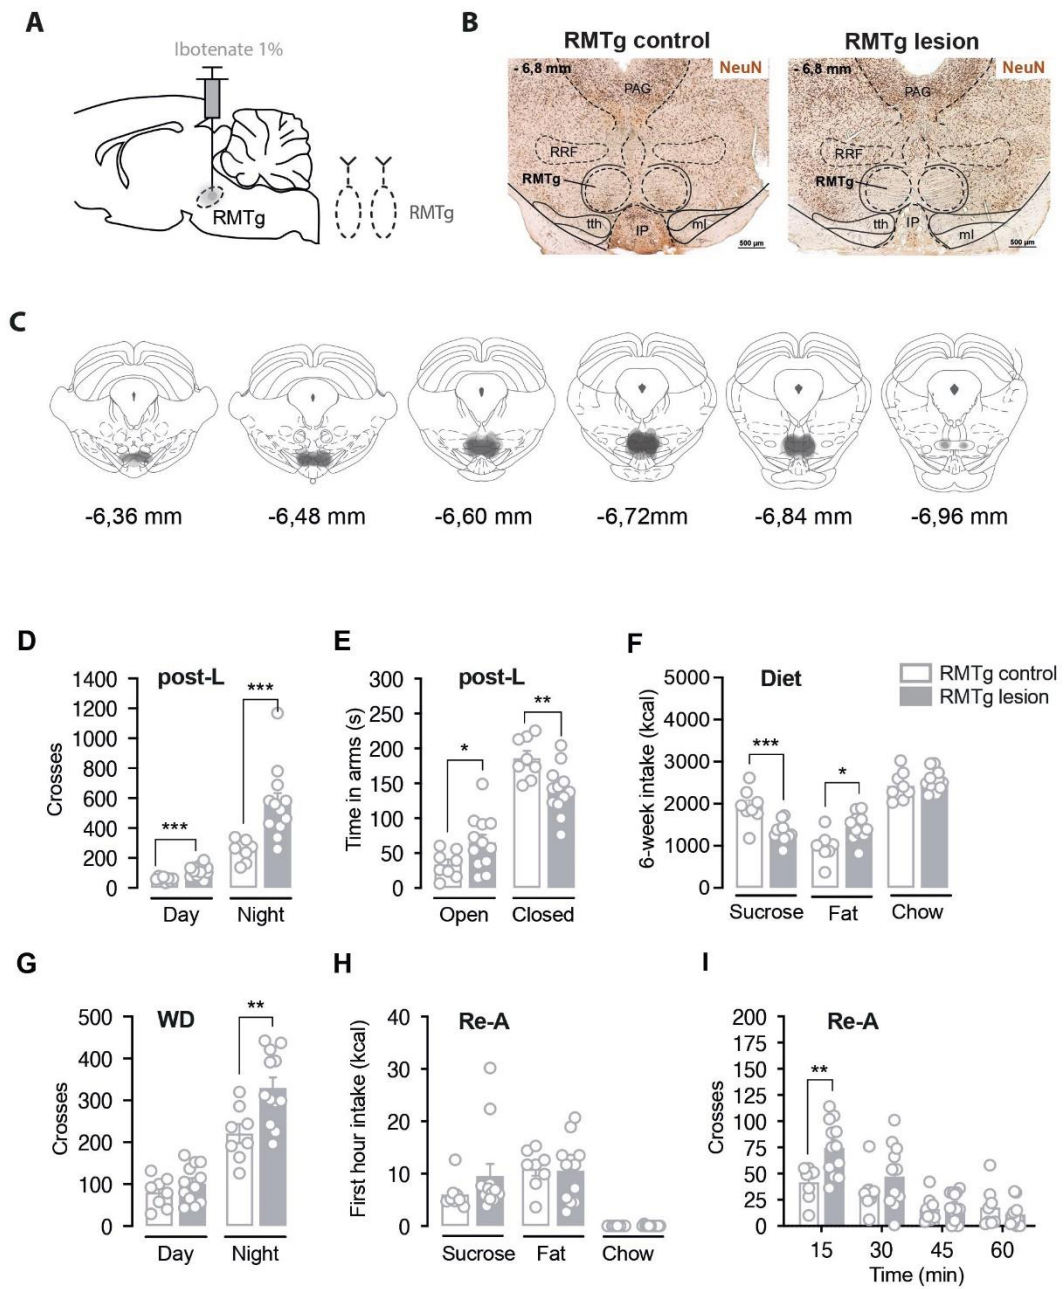 A
Ibotenate 1%
RMTg
RMTg
B
RMTg control
RMTg lesion
- 6,8 mm
NeuN
PAG
RRF
RMTg
tth
IP
ml
500 µm
- 6,8 mm
NeuN
PAG
RRF
RMTg
tth
IP
ml
500 µm
C
-6,36 mm
-6,48 mm
-6,60 mm
-6,72mm
-6,84 mm
-6,96 mm
D
post-L
Crosses
1400
1200
1000
800
600
400
200
0
***
***
Day
Night
E
post-L
Time in arms (s)
300
250
200
150
100
50
0
*
**
Open
Closed
F
Diet
6-week intake (kcal)
5000
4000
3000
2000
1000
0
***
*
Sucrose
Fat
Chow
RMTg control
RMTg lesion
G
WD
Crosses
500
400
300
200
100
0
**
Day
Night
H
Re-A
First hour intake (kcal)
40
30
20
10
0
Sucrose
Fat
Chow
I
Re-A
Crosses
200
175
150
125
100
75
50
25
0
**
15
30
45
60
Time (min)